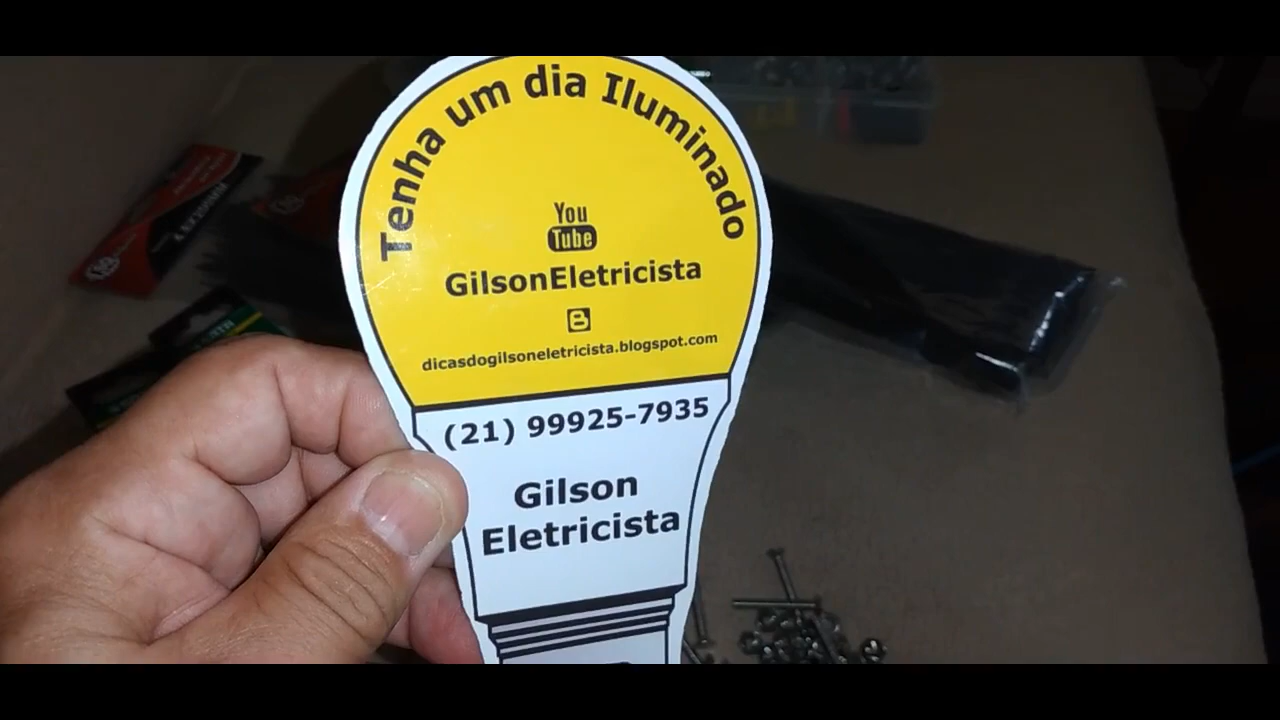 Tenha um dia Iluminado
You
Tube
GilsonEletricista
dicasdogilsoneletricista.blogspot.com
(21) 99925-7935
Gilson
Eletricista